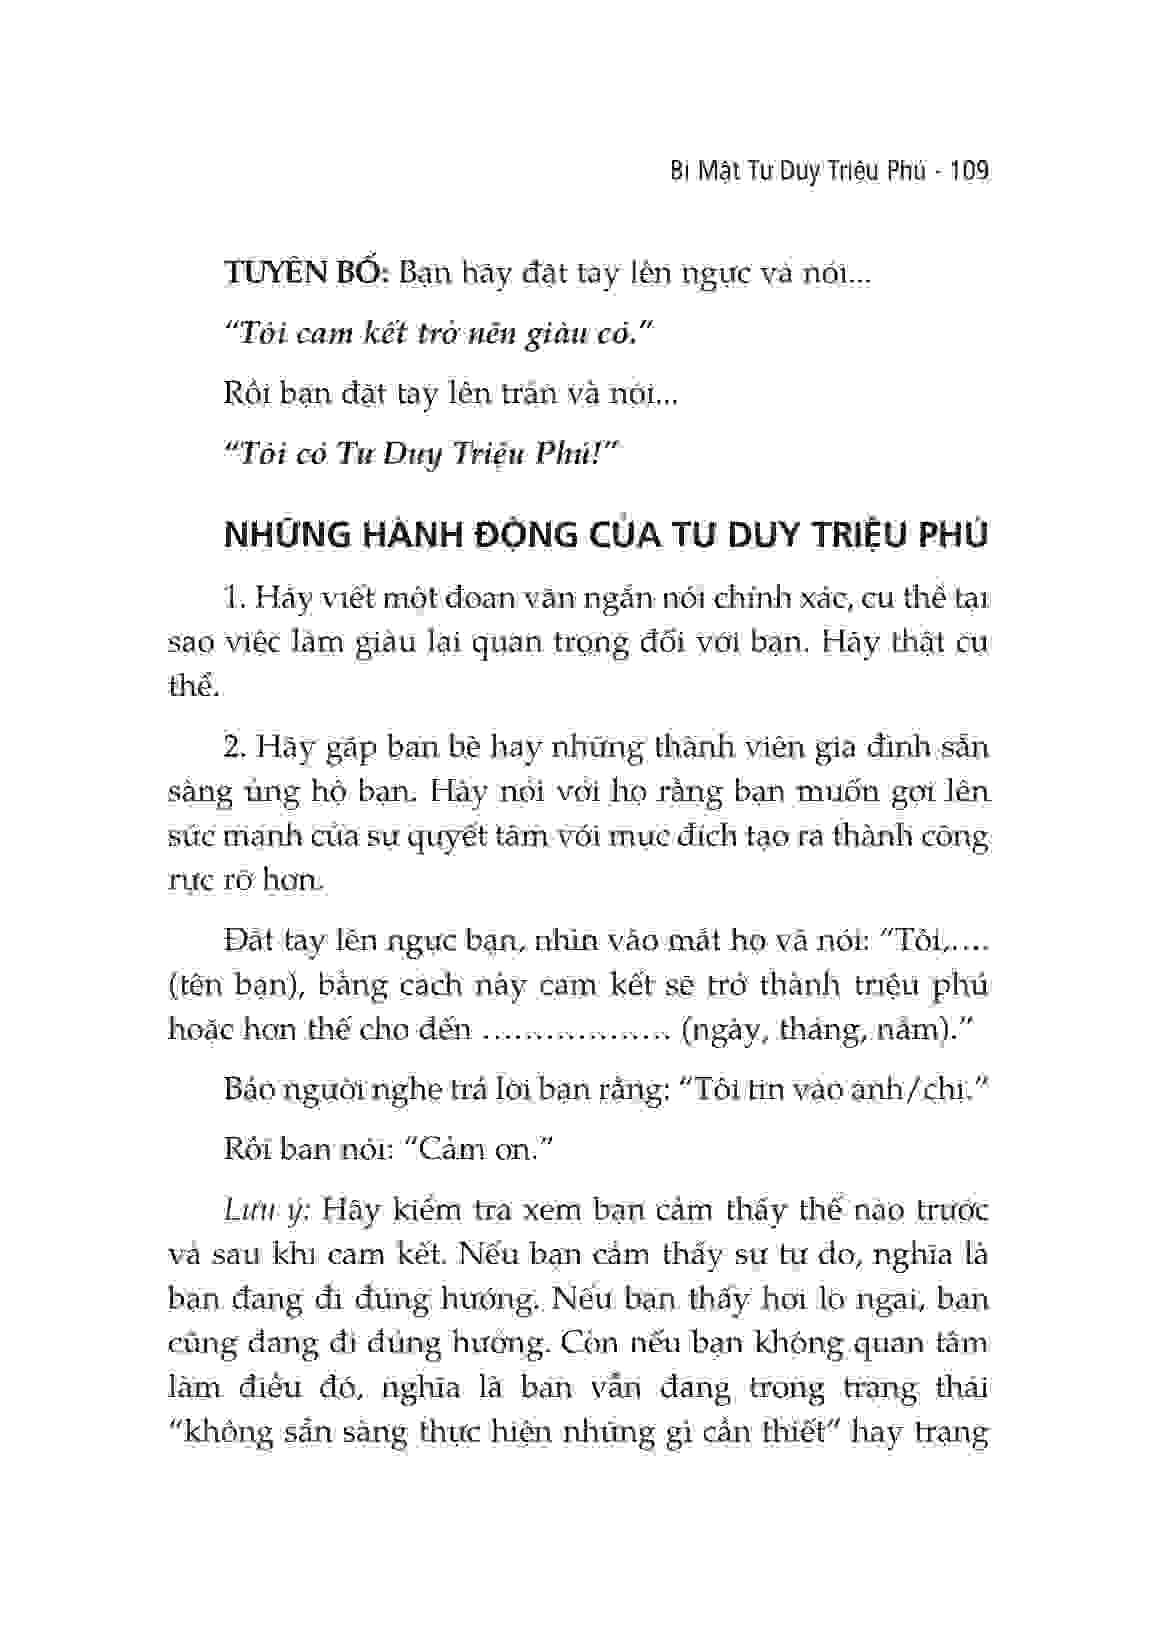 Bí Mật Tư Duy Triệu Phú - 109
TUYÊN BỐ: Bạn hãy đặt tay lên ngực và nói...
“Tôi cam kết trở nên giàu có.”
Rồi bạn đặt tay lên trán và nói...
“Tôi có Tư Duy Triệu Phú!”
NHỮNG HÀNH ĐỘNG CỦA TƯ DUY TRIỆU PHÚ
1. Hãy viết một đoạn văn ngắn nói chính xác, cụ thể tại
sao việc làm giàu lại quan trọng đối với bạn. Hãy thật cụ
thể.
2. Hãy gặp bạn bè hay những thành viên gia đình sẵn
sàng ủng hộ bạn. Hãy nói với họ rằng bạn muốn gợi lên
sức mạnh của sự quyết tâm với mục đích tạo ra thành công
rực rỡ hơn.
Đặt tay lên ngực bạn, nhìn vào mắt họ và nói: “Tôi,....
(tên bạn), bằng cách này cam kết sẽ trở thành triệu phú
hoặc hơn thế cho đến .................. (ngày, tháng, năm).”
Bảo người nghe trả lời bạn rằng: “Tôi tin vào anh/chị.”
Rồi bạn nói: “Cảm ơn.”
Lưu ý: Hãy kiểm tra xem bạn cảm thấy thế nào trước
và sau khi cam kết. Nếu bạn cảm thấy sự tự do, nghĩa là
bạn đang đi đúng hướng. Nếu bạn thấy hơi lo ngại, bạn
cũng đang đi đúng hướng. Còn nếu bạn không quan tâm
làm điều đó, nghĩa là bạn vẫn đang trong trạng thái
“không sẵn sàng thực hiện những gì cần thiết” hay trạng